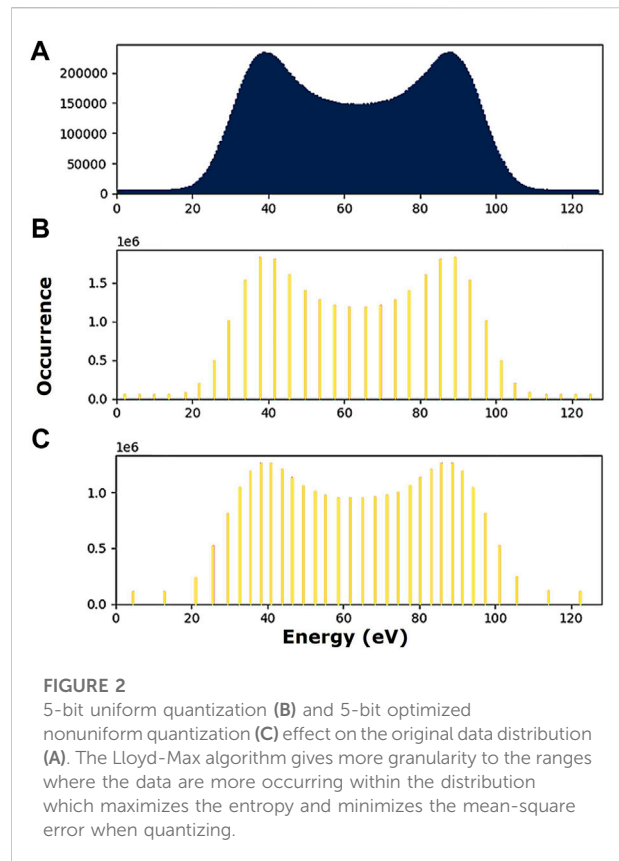 A
200000
150000
100000
50000
0
0 20 40 60 80 100 120
B
1e6
1.5
1.0
0.5
0.0
0 20 40 60 80 100 120
Occurrence
C
1e6
1.0
0.5
0.0
0 20 40 60 80 100 120
Energy (eV)
FIGURE 2
5-bit uniform quantization (B) and 5-bit optimized
nonuniform quantization (C) effect on the original data distribution
(A). The Lloyd-Max algorithm gives more granularity to the ranges
where the data are more occurring within the distribution
which maximizes the entropy and minimizes the mean-square
error when quantizing.